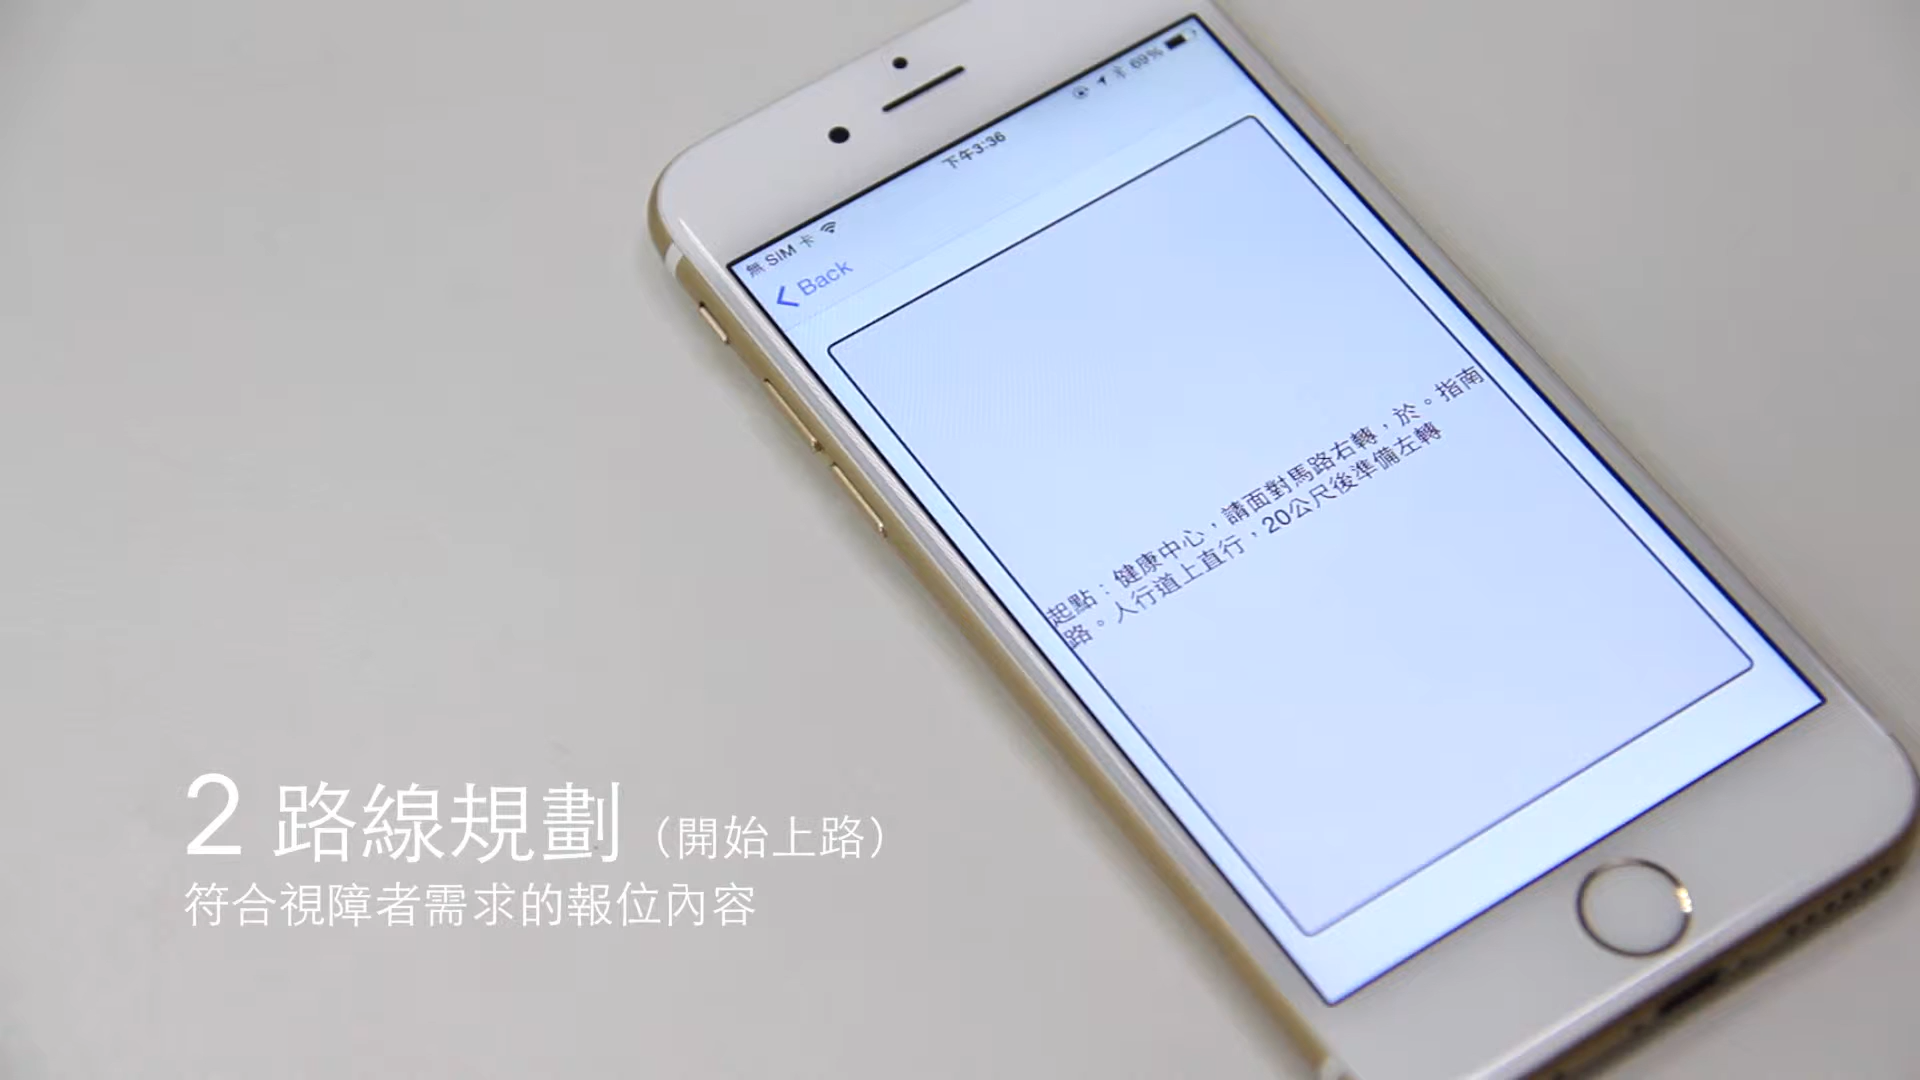 無 SIM 卡
下午3:36
69%
Back
起點：健康中心，請面對馬路右轉，於。指南
路。人行道上直行，20公尺後準備左轉
2 路線規劃（開始上路）
符合視障者需求的報位內容